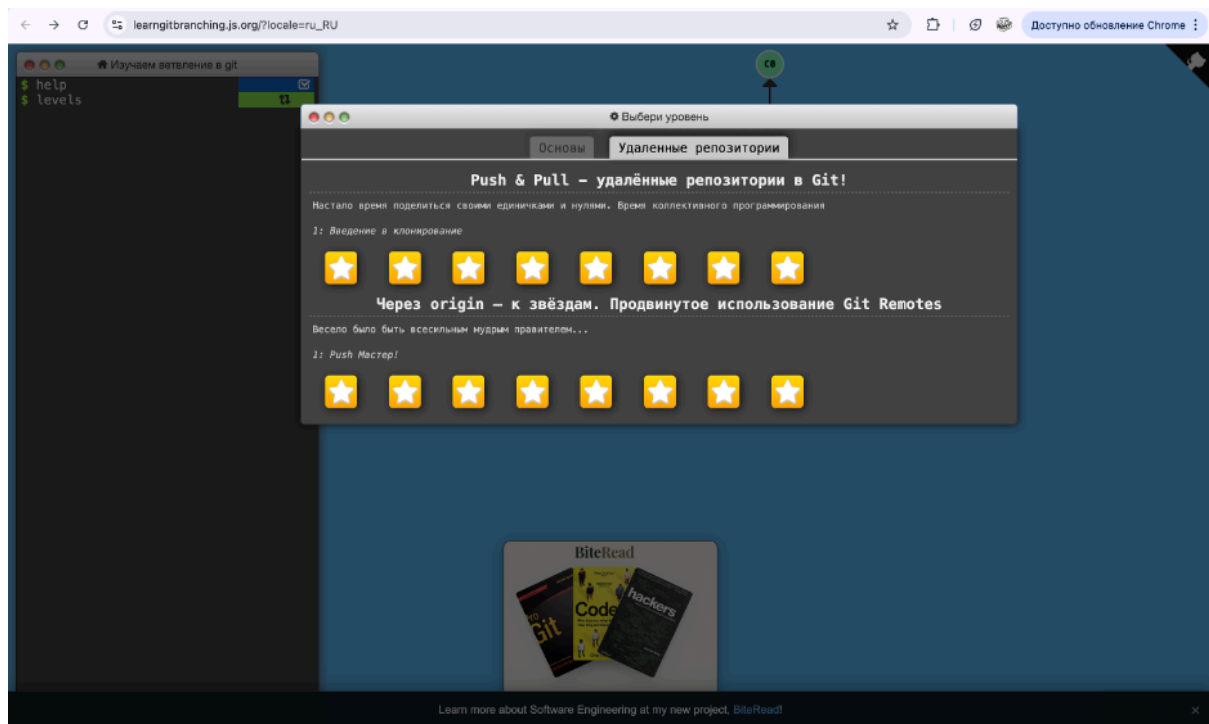 learngitbranching.js.org/?locale=ru_RU
Доступно обновление Chrome
Изучаем ветвление в git
$ help
$ levels
C0
Выбери уровень
Основы
Удаленные репозитории
Push & Pull – удалённые репозитории в Git!
Настало время поделиться своими единичками и нулями. Время коллективного программирования
1: Введение в клонирование
Через origin – к звёздам. Продвинутое использование Git Remotes
Весело было быть всесильным мудрым правителем...
1: Push Мастер!
BiteRead
Git
Code
hackers
Learn more about Software Engineering at my new project, BiteRead!